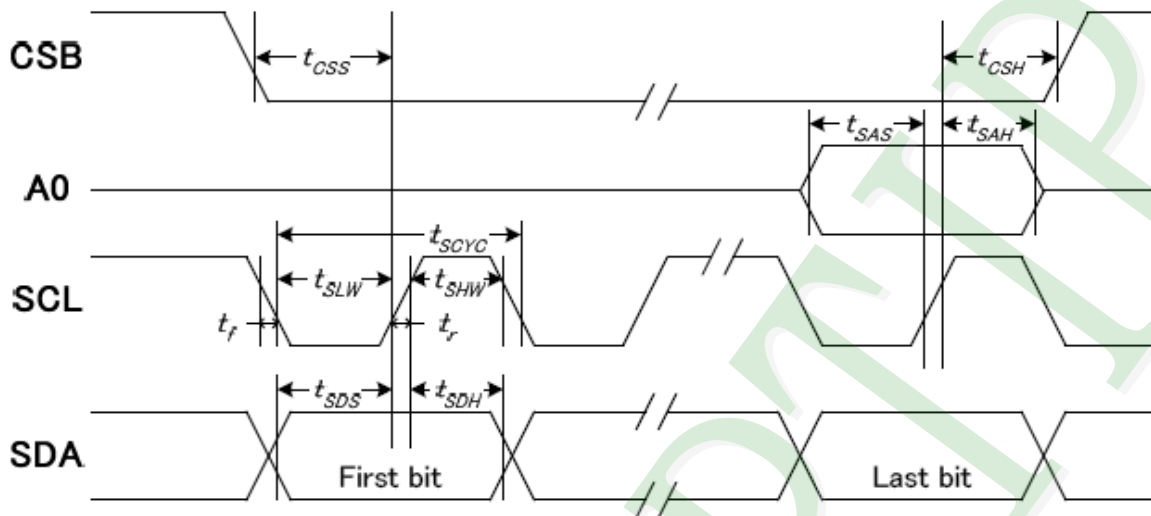 CSB
tCSS
tCSH
tSAS
tSAH
A0
tSCYC
SCL
tSLW
tSHW
tf
tr
tSDS
tSDH
SDA
First bit
Last bit